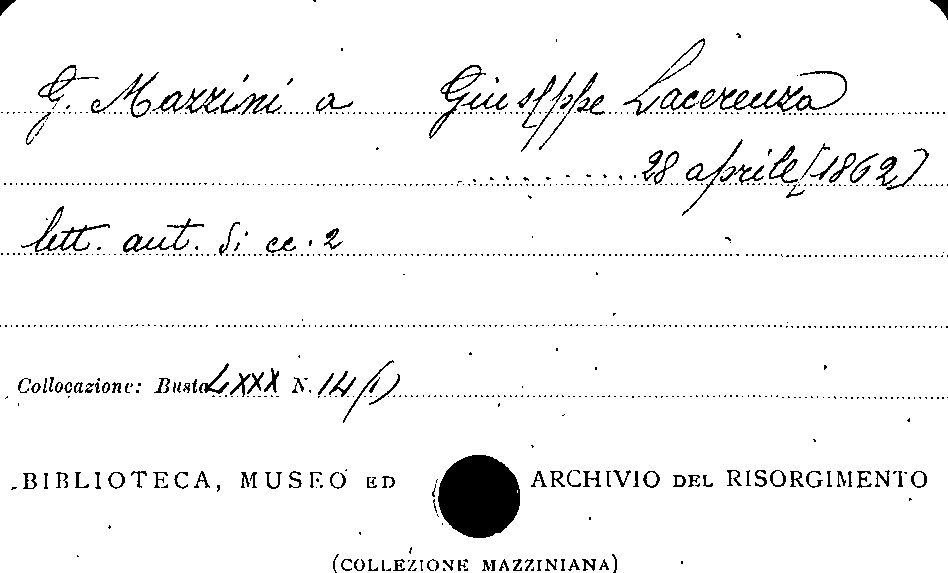 G. Mazzini a Giuseppe Lacerenza
.......... 28 aprile [1862]
lett. aut. di cc. 2
Collocazione: Busta LXXX N. 14(1)
BIBLIOTECA, MUSEO ED ARCHIVIO DEL RISORGIMENTO
(COLLEZIONE MAZZINIANA)